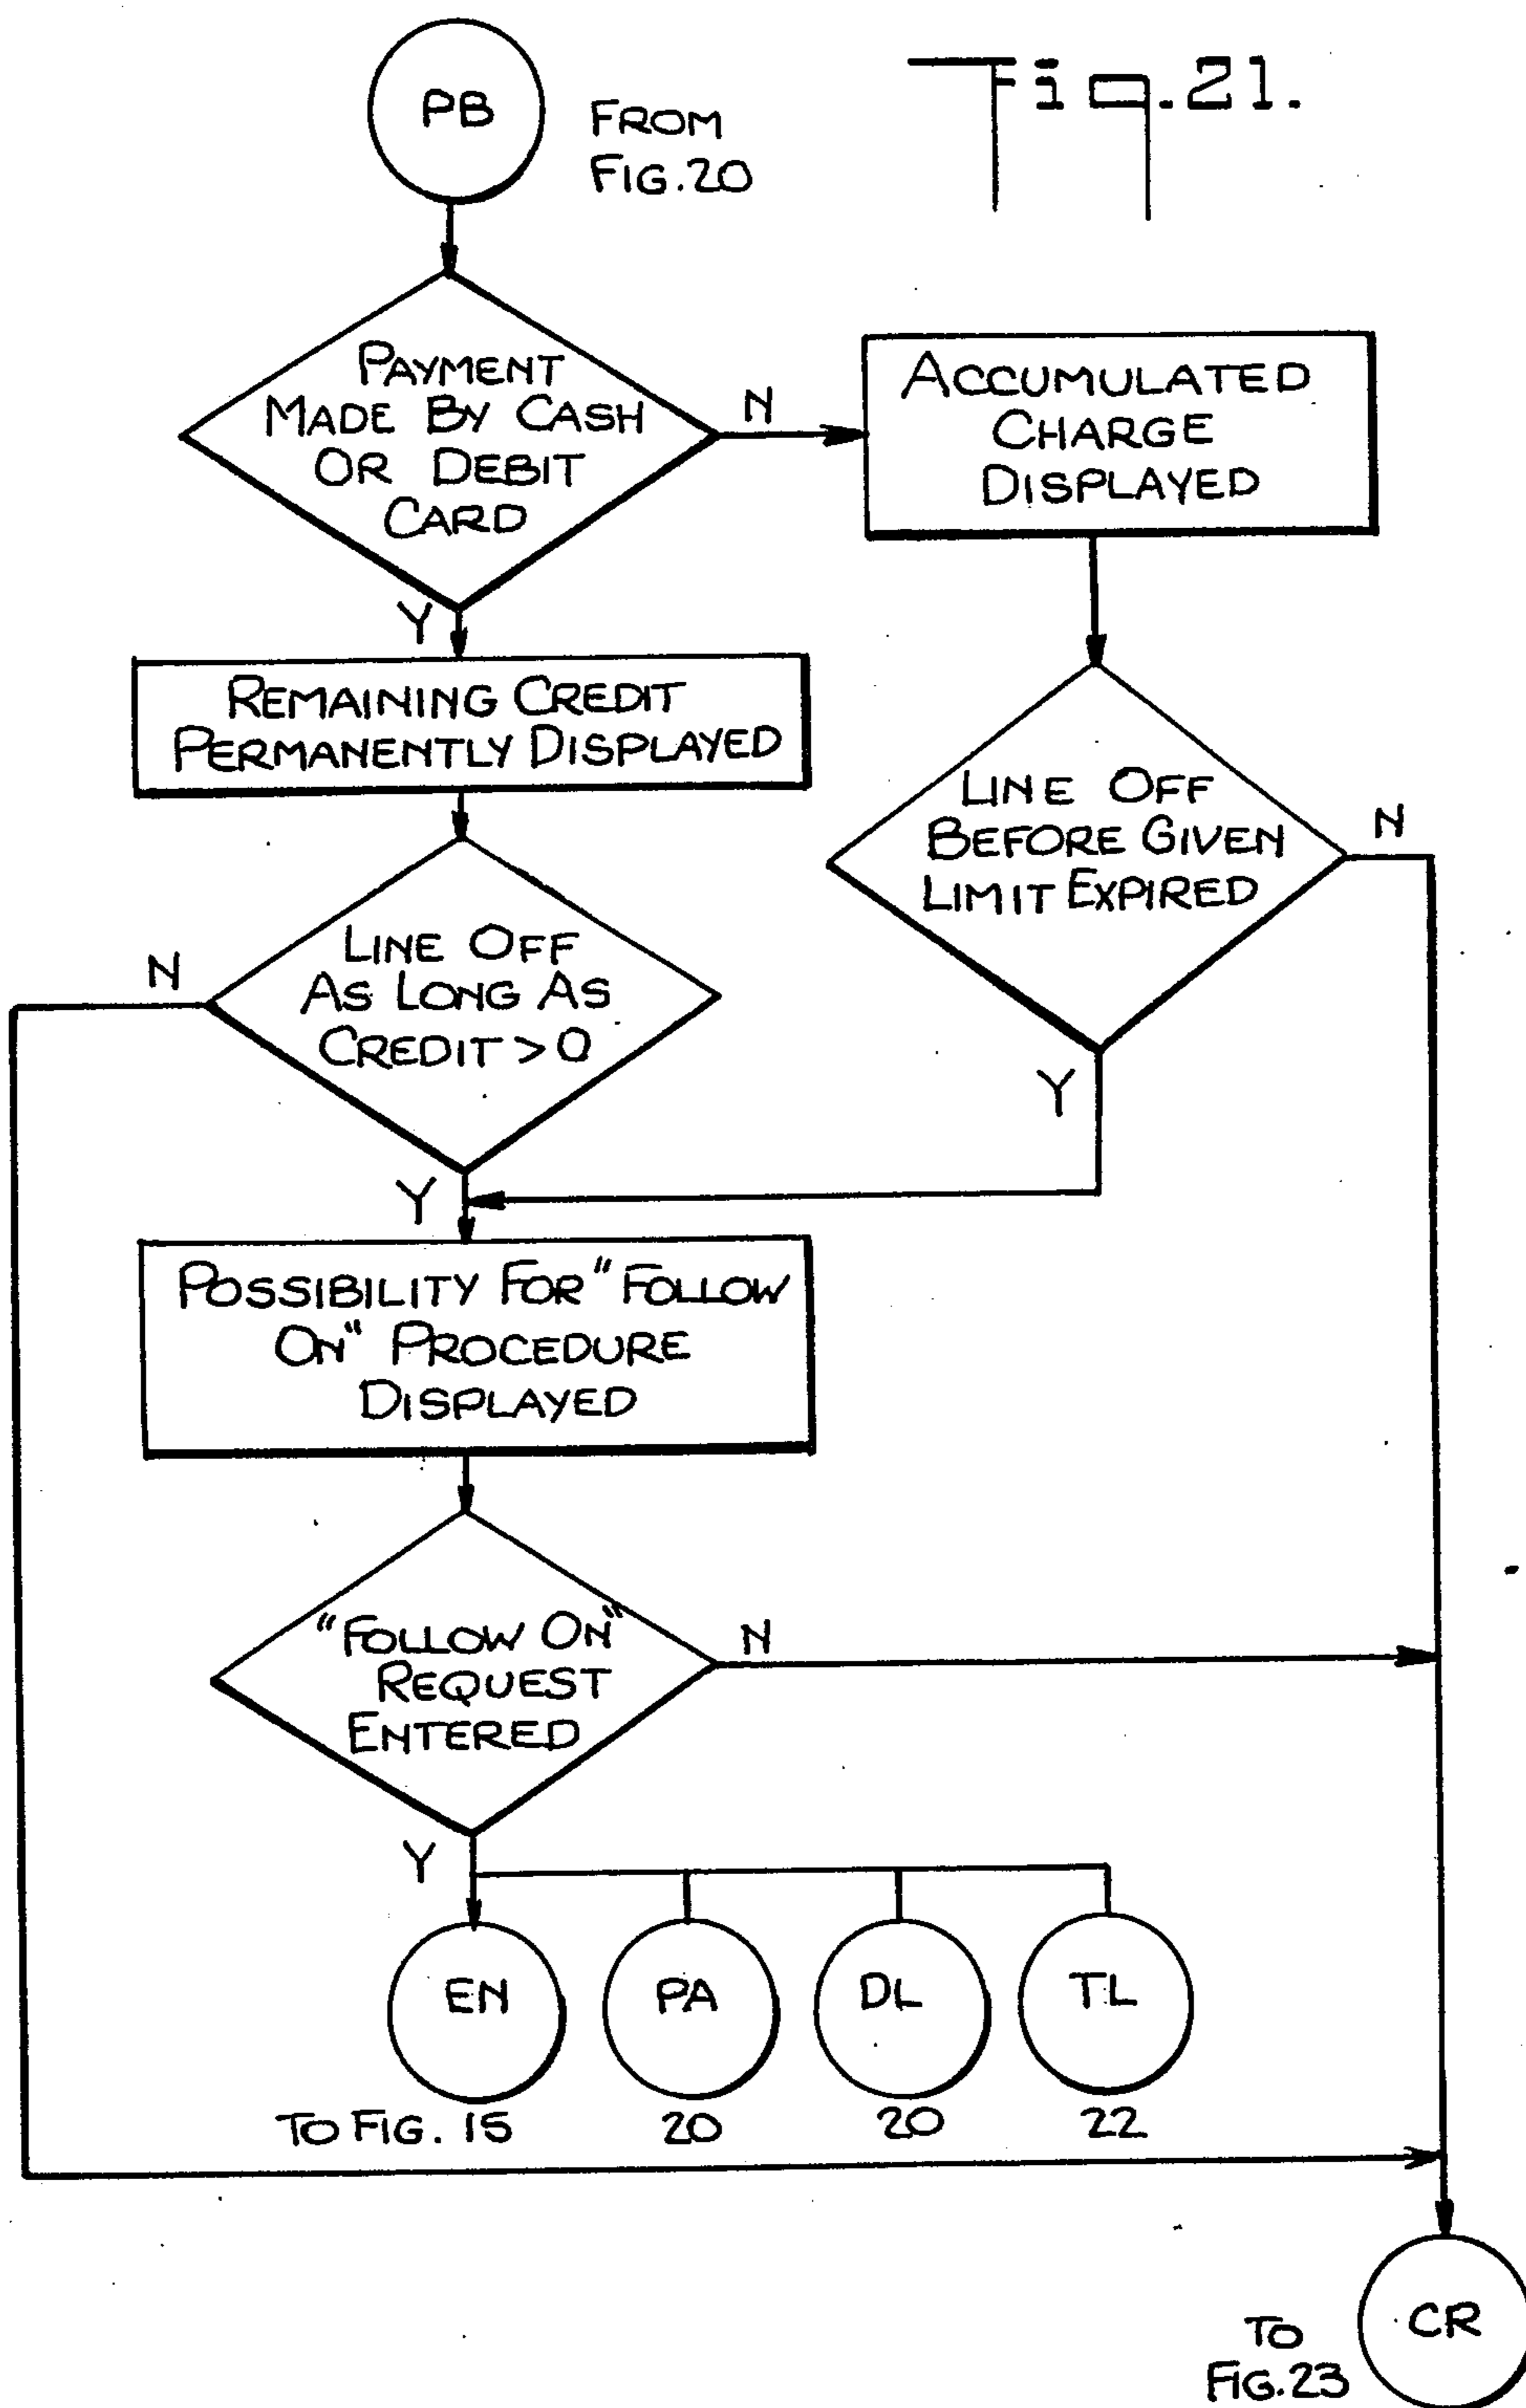 Fig.21.
PB
FROM
FIG.20
PAYMENT
MADE BY CASH
OR DEBIT
CARD
N
ACCUMULATED
CHARGE
DISPLAYED
Y
REMAINING CREDIT
PERMANENTLY DISPLAYED
LINE OFF
BEFORE GIVEN
LIMIT EXPIRED
N
LINE OFF
AS LONG AS
CREDIT > 0
N
Y
Y
POSSIBILITY FOR "FOLLOW
ON" PROCEDURE
DISPLAYED
"FOLLOW ON"
REQUEST
ENTERED
N
Y
EN
PA
DL
TL
TO FIG. 15
20
20
22
CR
TO
FIG.23